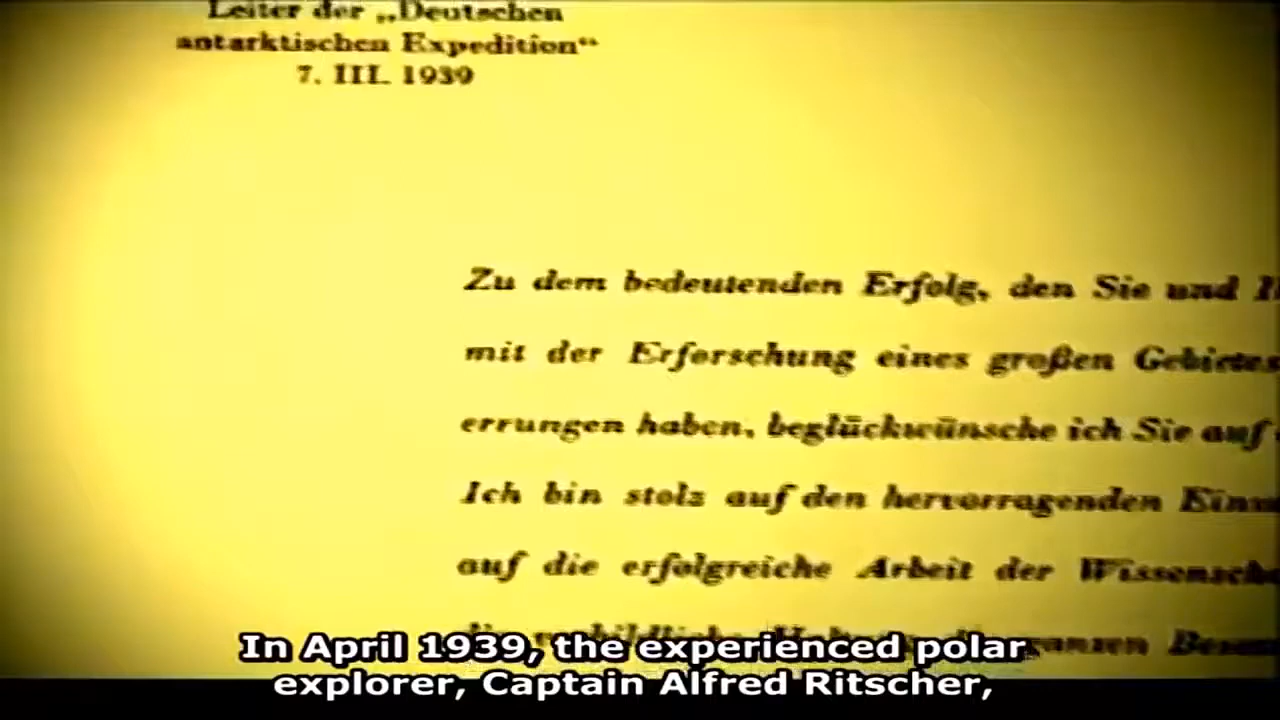 Leiter der „Deutschen
antarktischen Expedition“
7. III. 1939
Zu dem bedeutenden Erfolg, den Sie und
mit der Erforschung eines großen Gebietes
errungen haben, beglückwünsche ich Sie auf
Ich bin stolz auf den hervorragenden
auf die erfolgreiche Arbeit der
In April 1939, the experienced polar
explorer, Captain Alfred Ritscher,